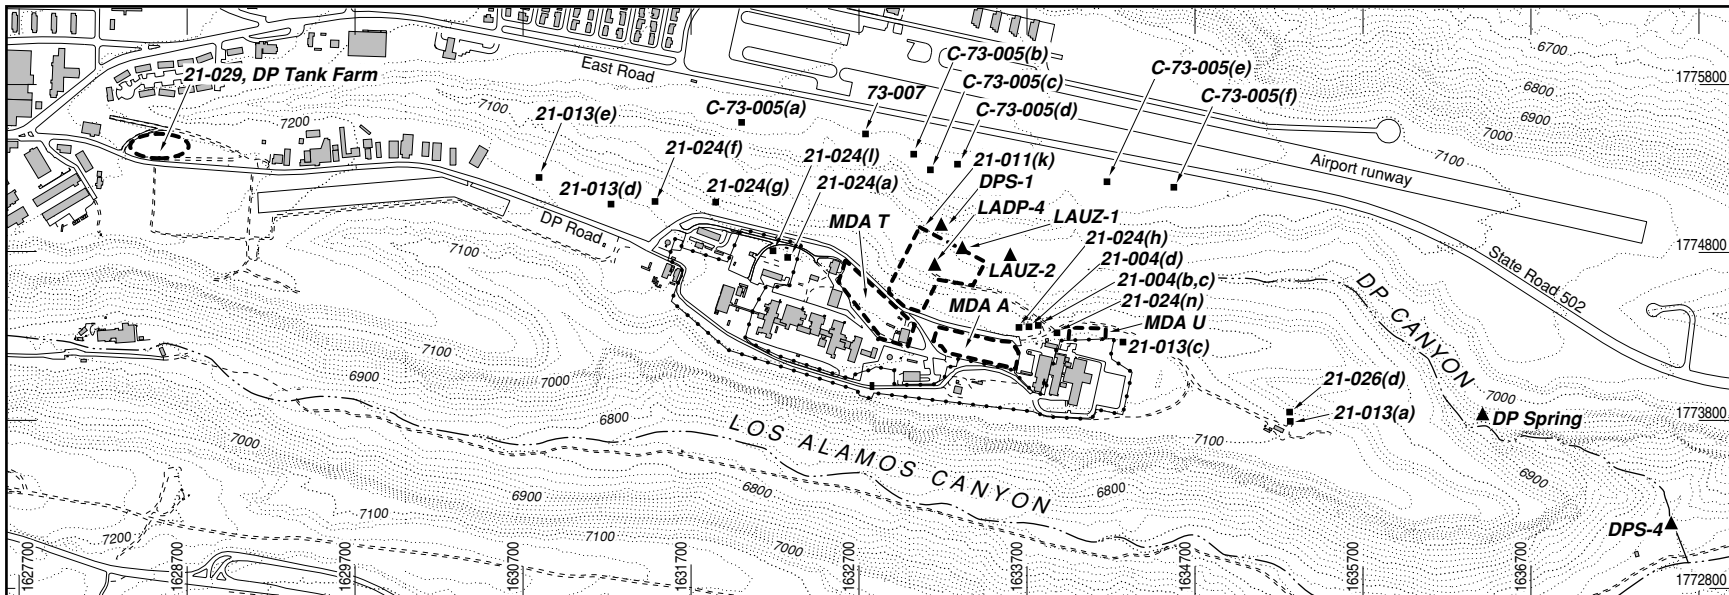 6700
C-73-005(b)
C-73-005(e)
1775800
21-029, DP Tank Farm
East Road
C-73-005(c)
C-73-005(f)
6800
73-007
C-73-005(d)
6900
7100
C-73-005(a)
7000
7200
21-013(e)
7100
21-024(f)
21-024(l)
21-011(k)
Airport runway
21-013(d)
21-024(g)
21-024(a)
DPS-1
LADP-4
DP Road
MDA T
LAUZ-1
21-024(h)
1774800
7100
LAUZ-2
21-004(d)
State Road 502
21-004(b,c)
DP CANYON
MDA A
21-024(n)
MDA U
7100
21-013(c)
6900
7000
21-026(d)
7000
6800
21-013(a)
DP Spring
1773800
7000
LOS ALAMOS CANYON
7100
6900
6900
6800
6800
7100
DPS-4
7200
7100
7000
1627700
1628700
1629700
1630700
1631700
1632700
1633700
1634700
1635700
1636700
1772800